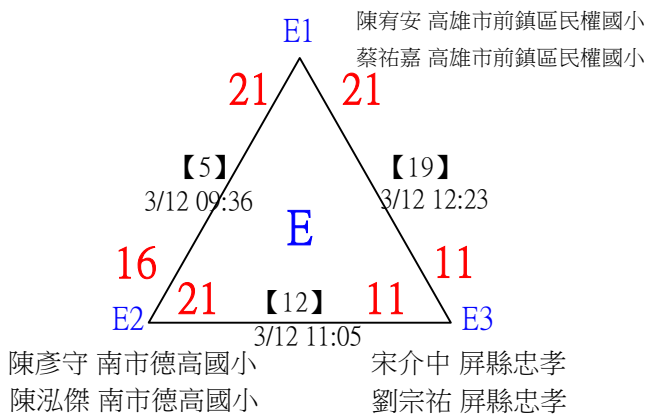 E1
陳宥安 高雄市前鎮區民權國小
蔡祐嘉 高雄市前鎮區民權國小
21 21
【5】 【19】
3/12 09:36 3/12 12:23
E
16 11
21 【12】 11
E2 E3
3/12 11:05
陳彥守 南市德高國小 宋介中 屏縣忠孝
陳泓傑 南市德高國小 劉宗祐 屏縣忠孝